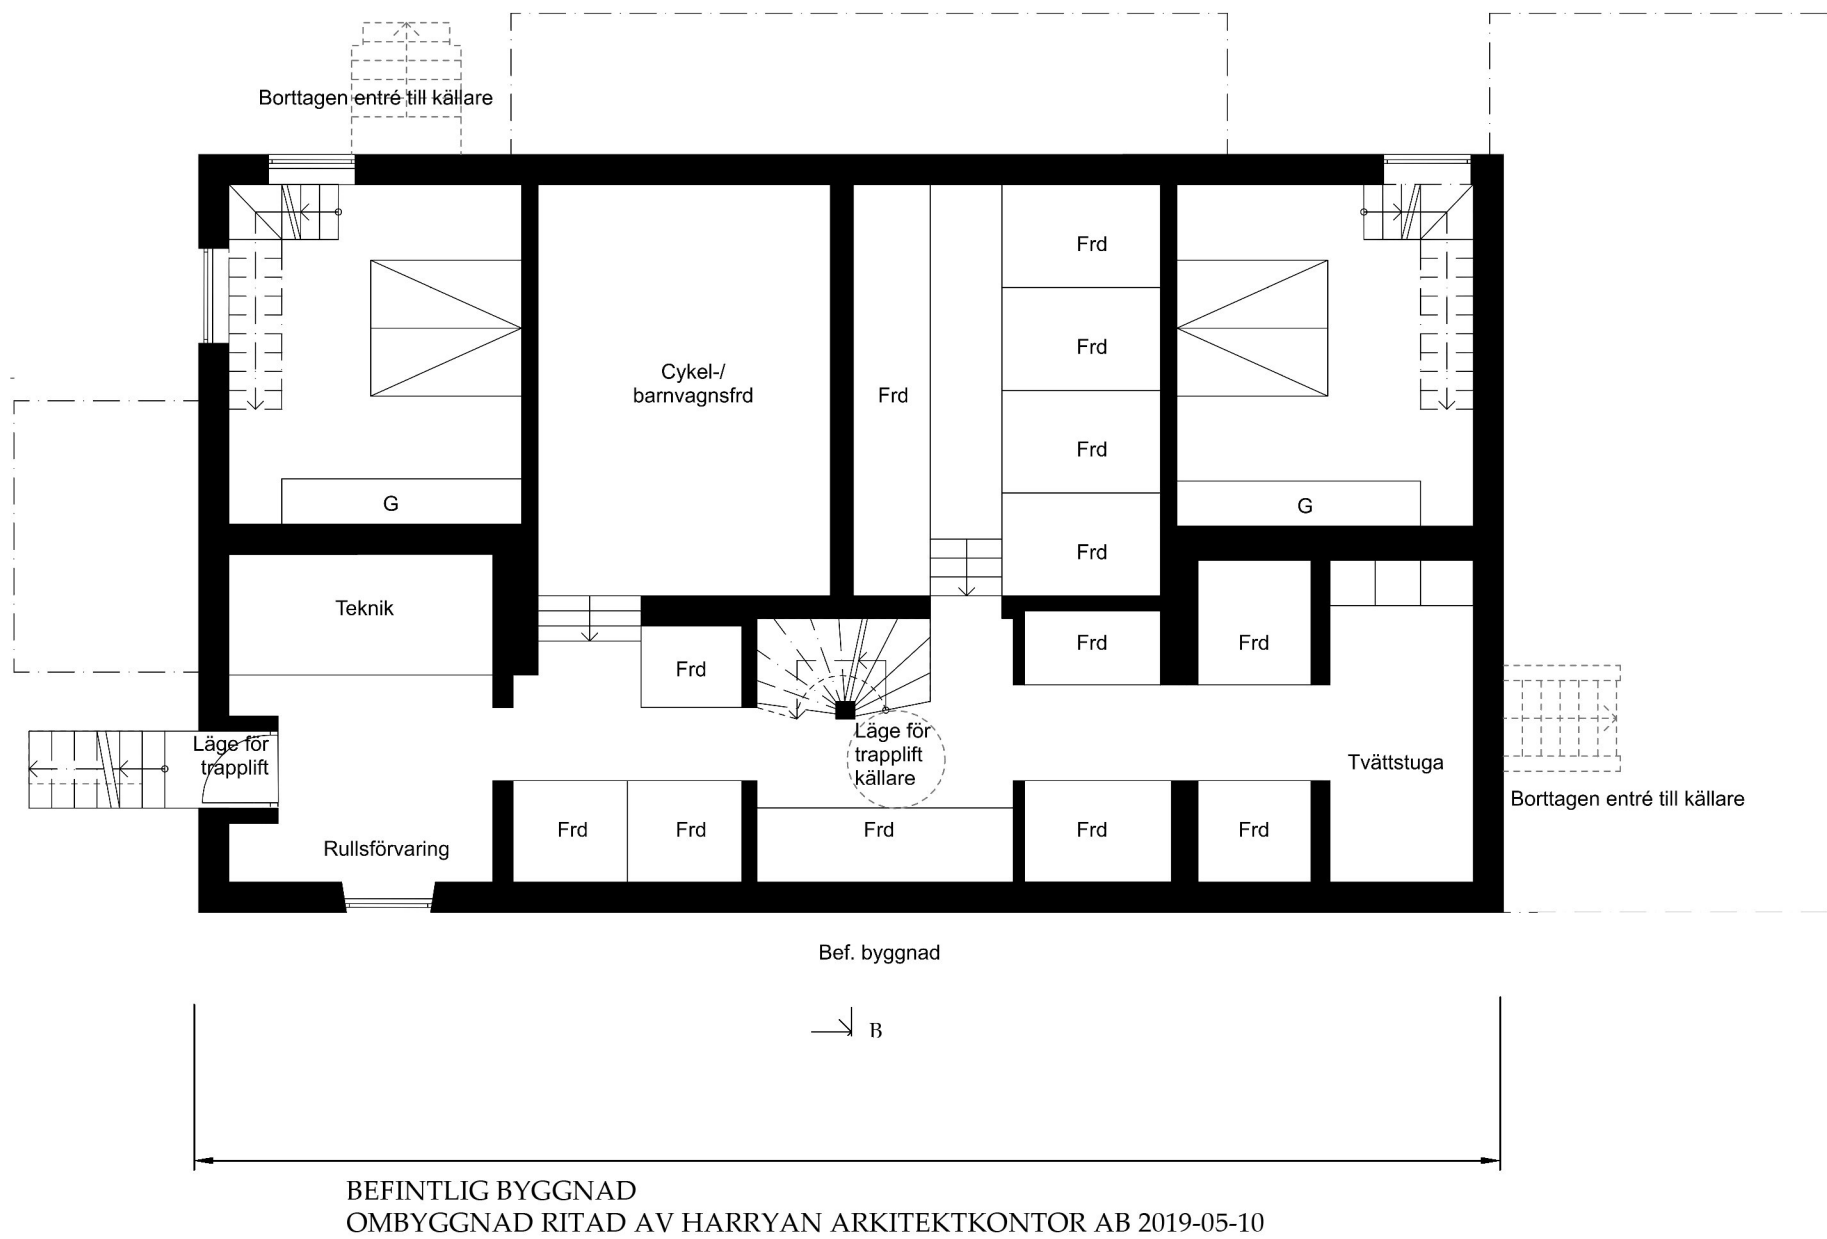 Borttagen entré till källare
Frd
Frd
Cykel-/
barnvagnsfrd
Frd
Frd
G
G
Frd
Teknik
Frd
Frd
Frd
Läge för
trapplift
Läge för
trapplift
källare
Tvättstuga
Borttagen entré till källare
Rullsförvaring
Frd
Frd
Frd
Frd
Frd
Bef. byggnad
B
BEFINTLIG BYGGNAD
OMBYGGNAD RITAD AV HARRYAN ARKITEKTKONTOR AB 2019-05-10